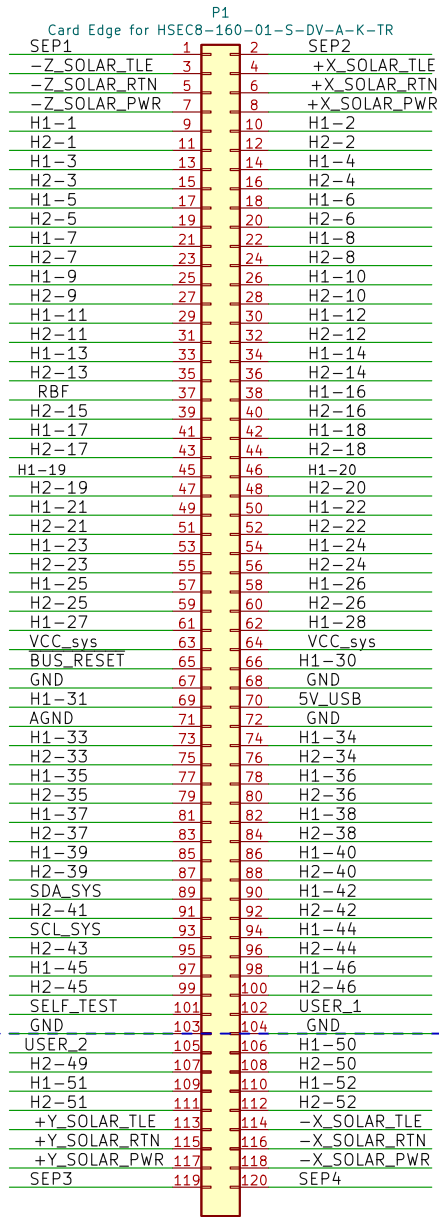 P1
Card Edge for HSEC8-160-01-S-DV-A-K-TR
SEP1 1 2 SEP2
-Z_SOLAR_TLE 3 4 +X_SOLAR_TLE
-Z_SOLAR_RTN 5 6 +X_SOLAR_RTN
-Z_SOLAR_PWR 7 8 +X_SOLAR_PWR
H1-1 9 10 H1-2
H2-1 11 12 H2-2
H1-3 13 14 H1-4
H2-3 15 16 H2-4
H1-5 17 18 H1-6
H2-5 19 20 H2-6
H1-7 21 22 H1-8
H2-7 23 24 H2-8
H1-9 25 26 H1-10
H2-9 27 28 H2-10
H1-11 29 30 H1-12
H2-11 31 32 H2-12
H1-13 33 34 H1-14
H2-13 35 36 H2-14
RBF 37 38 H1-16
H2-15 39 40 H2-16
H1-17 41 42 H1-18
H2-17 43 44 H2-18
H1-19 45 46 H1-20
H2-19 47 48 H2-20
H1-21 49 50 H1-22
H2-21 51 52 H2-22
H1-23 53 54 H1-24
H2-23 55 56 H2-24
H1-25 57 58 H1-26
H2-25 59 60 H2-26
H1-27 61 62 H1-28
VCC_sys 63 64 VCC_sys
BUS_RESET 65 66 H1-30
GND 67 68 GND
H1-31 69 70 5V_USB
AGND 71 72 GND
H1-33 73 74 H1-34
H2-33 75 76 H2-34
H1-35 77 78 H1-36
H2-35 79 80 H2-36
H1-37 81 82 H1-38
H2-37 83 84 H2-38
H1-39 85 86 H1-40
H2-39 87 88 H2-40
SDA_SYS 89 90 H1-42
H2-41 91 92 H2-42
SCL_SYS 93 94 H1-44
H2-43 95 96 H2-44
H1-45 97 98 H1-46
H2-45 99 100 H2-46
SELF_TEST 101 102 USER_1
GND 103 104 GND
USER_2 105 106 H1-50
H2-49 107 108 H2-50
H1-51 109 110 H1-52
H2-51 111 112 H2-52
+Y_SOLAR_TLE 113 114 -X_SOLAR_TLE
+Y_SOLAR_RTN 115 116 -X_SOLAR_RTN
+Y_SOLAR_PWR 117 118 -X_SOLAR_PWR
SEP3 119 120 SEP4